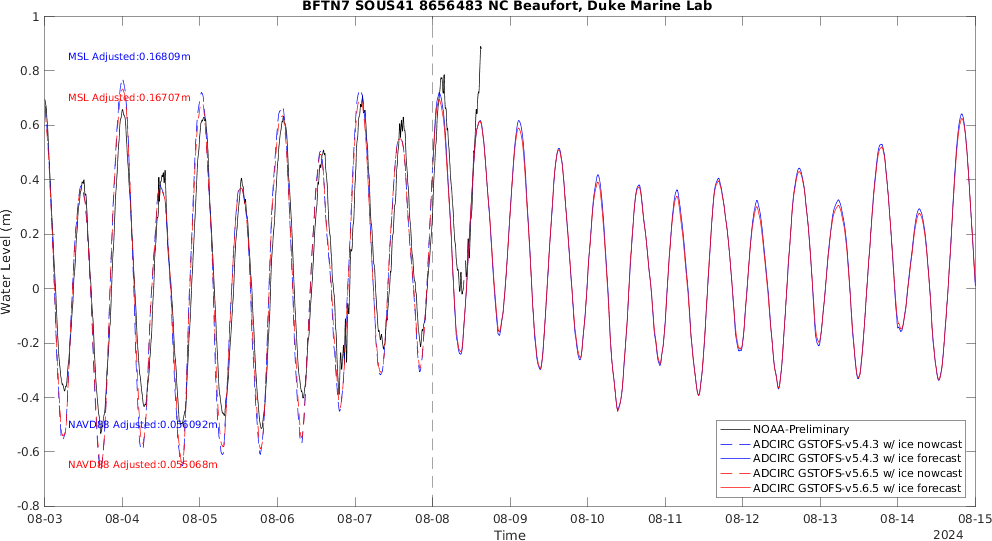 BFTN7 SOUS41 8656483 NC Beaufort, Duke Marine Lab
Water Level (m)
1
0.8
0.6
0.4
0.2
0
-0.2
-0.4
-0.6
-0.8
MSL Adjusted:0.16809m
MSL Adjusted:0.16707m
NAVD88 Adjusted:0.056092m
NAVD88 Adjusted:0.055068m
NOAA-Preliminary
ADCIRC GSTOFS-v5.4.3 w/ ice nowcast
ADCIRC GSTOFS-v5.4.3 w/ ice forecast
ADCIRC GSTOFS-v5.6.5 w/ ice nowcast
ADCIRC GSTOFS-v5.6.5 w/ ice forecast
08-03 08-04 08-05 08-06 08-07 08-08 08-09 08-10 08-11 08-12 08-13 08-14 08-15
Time
2024